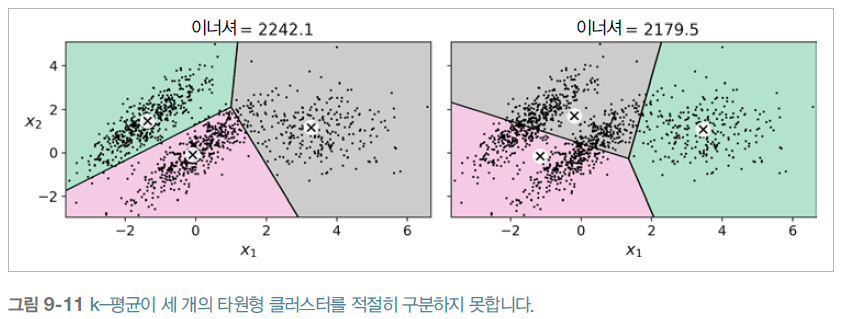 이너셔 = 2242.1
이너셔 = 2179.5
4
2
0
−2
x₂
−2 0 2 4 6
−2 0 2 4 6
x₁
x₁
그림 9-11 k-평균이 세 개의 타원형 클러스터를 적절히 구분하지 못합니다.